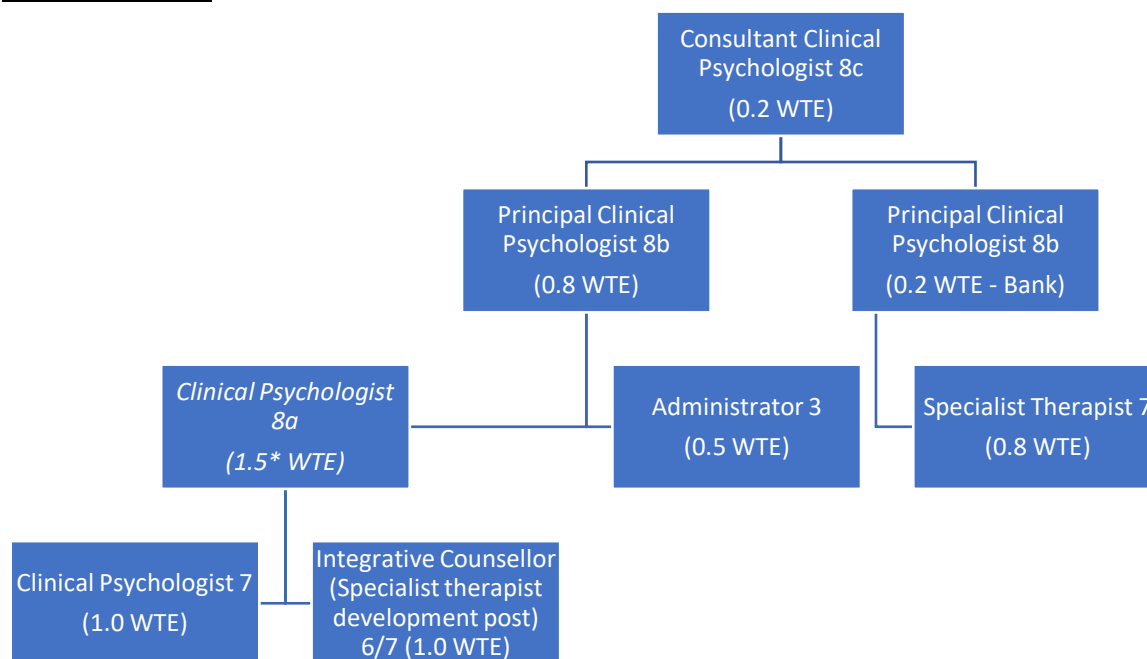 Consultant Clinical
Psychologist 8c
(0.2 WTE)
Principal Clinical
Psychologist 8b
(0.8 WTE)
Principal Clinical
Psychologist 8b
(0.2 WTE - Bank)
Clinical Psychologist
8a
(1.5* WTE)
Administrator 3
(0.5 WTE)
Specialist Therapist 7
(0.8 WTE)
Clinical Psychologist 7
(1.0 WTE)
Integrative Counsellor
(Specialist therapist
development post)
6/7 (1.0 WTE)